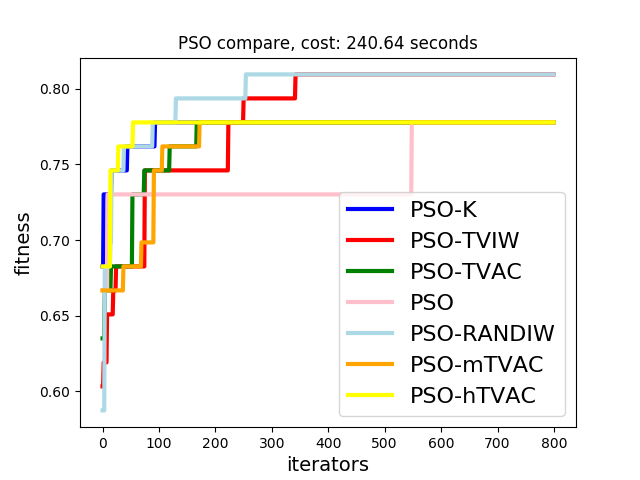 PSO compare, cost: 240.64 seconds
0.80
0.75
0.70
0.65
0.60
fitness
PSO-K
PSO-TVIW
PSO-TVAC
PSO
PSO-RANDIW
PSO-mTVAC
PSO-hTVAC
0 100 200 300 400 500 600 700 800
iterators